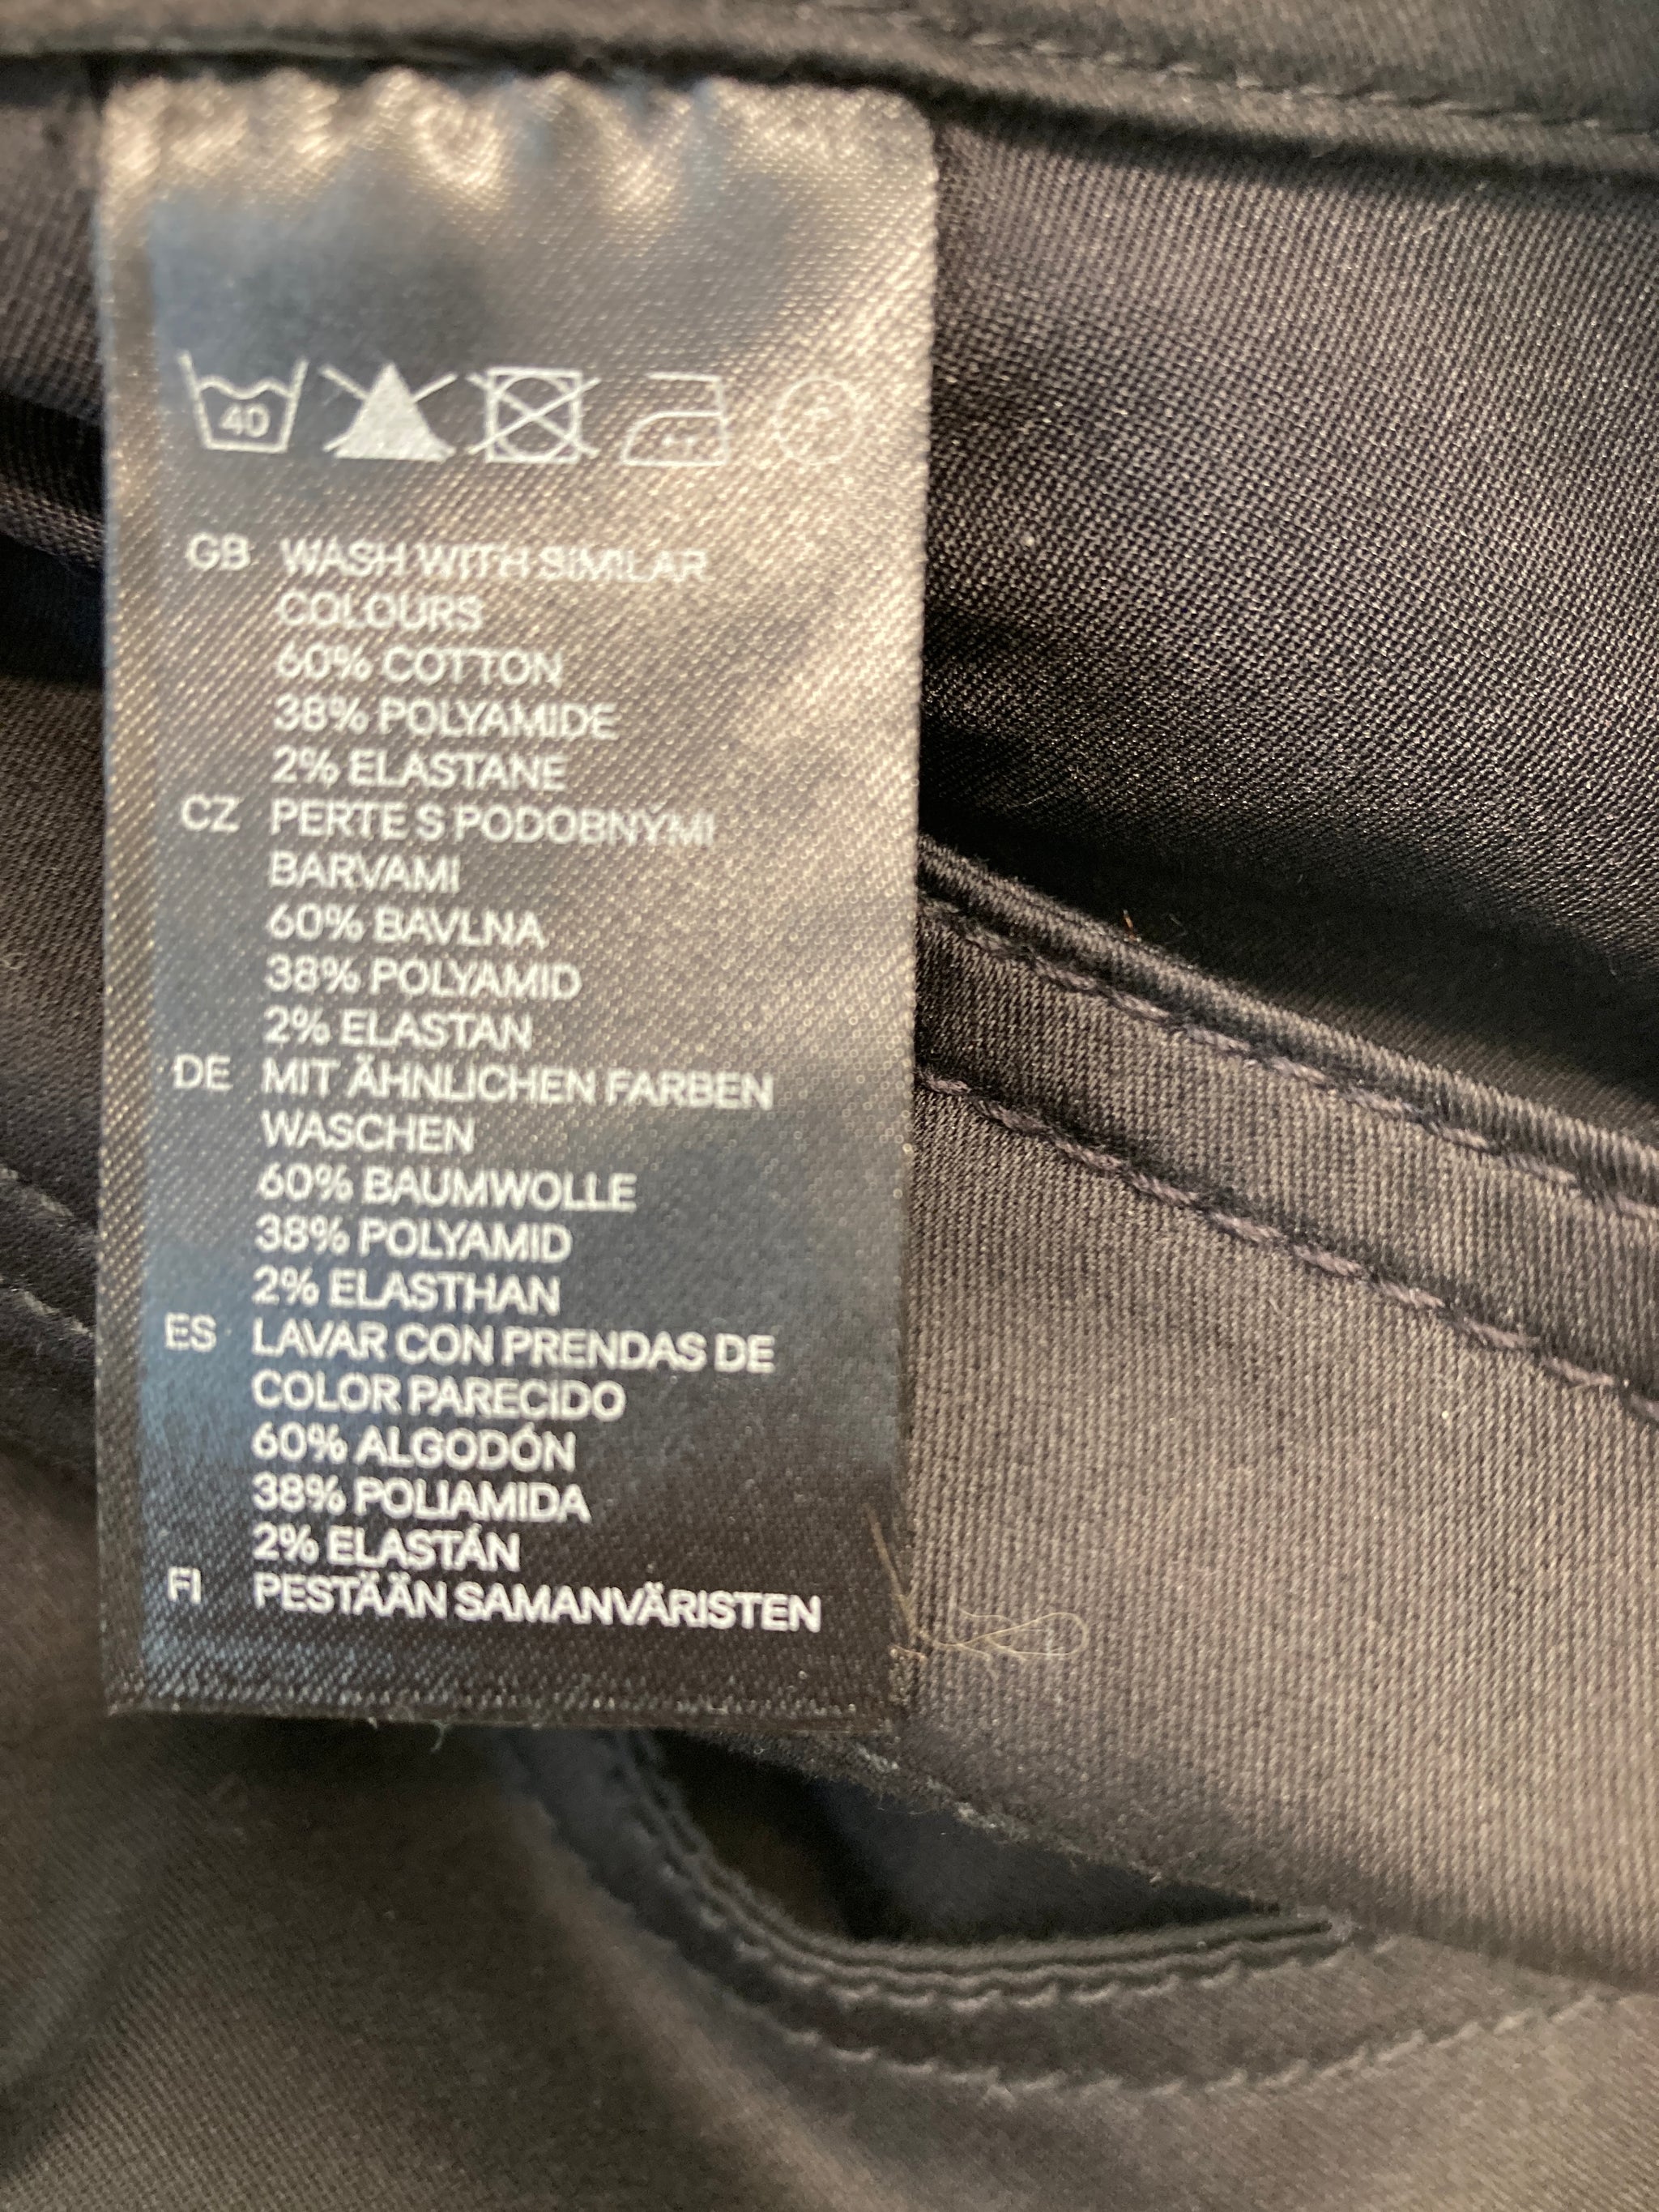 40
GB WASH WITH SIMILAR
COLOURS
60% COTTON
38% POLYAMIDE
2% ELASTANE
CZ PERTE S PODOBNÝMI
BARVAMI
60% BAVLNA
38% POLYAMID
2% ELASTAN
DE MIT ÄHNLICHEN FARBEN
WASCHEN
60% BAUMWOLLE
38% POLYAMID
2% ELASTHAN
ES LAVAR CON PRENDAS DE
COLOR PARECIDO
60% ALGODÓN
38% POLIAMIDA
2% ELASTÁN
FI PESTÄÄN SAMANVÄRISTEN